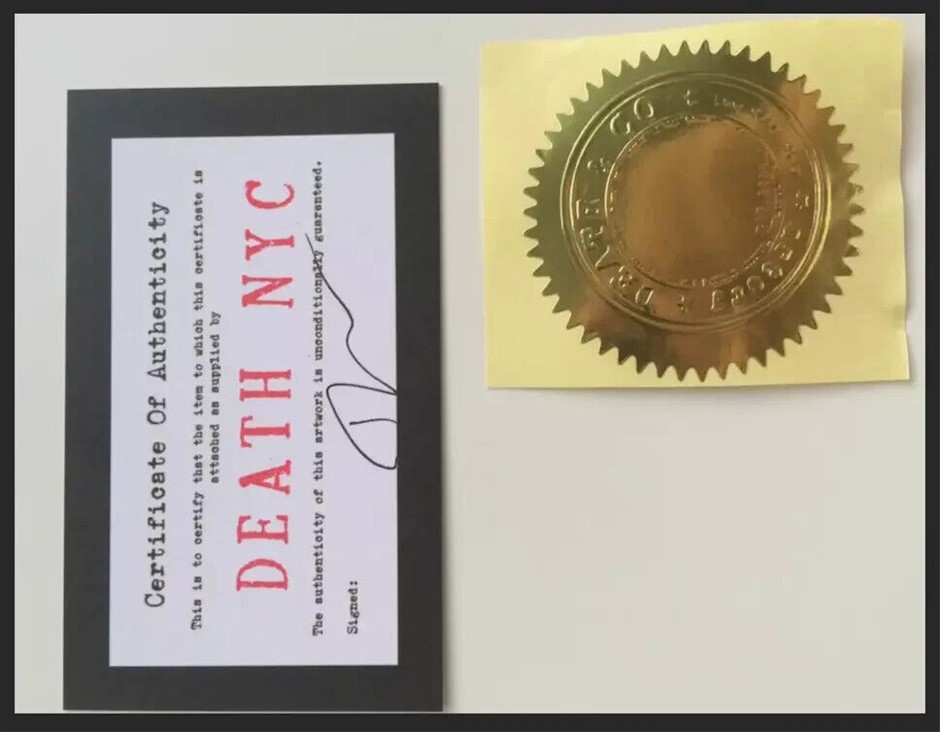 Certificate Of Authenticity
This is to certify that the item to which this certificate is
attached as supplied by
DEATH NYC
The authenticity of this artwork is unconditionally guaranteed.
Signed:
DEATH & CO